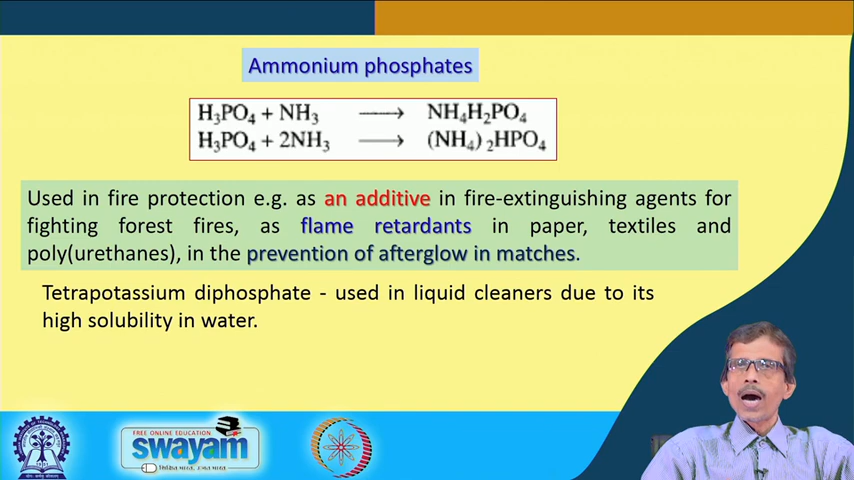 Ammonium phosphates
H₃PO₄ + NH₃ ⟶ NH₄H₂PO₄
H₃PO₄ + 2NH₃ ⟶ (NH₄)₂HPO₄
Used in fire protection e.g. as an additive in fire-extinguishing agents for
fighting forest fires, as flame retardants in paper, textiles and
poly(urethanes), in the prevention of afterglow in matches.
Tetrapotassium diphosphate - used in liquid cleaners due to its
high solubility in water.
FREE ONLINE EDUCATION
swayam